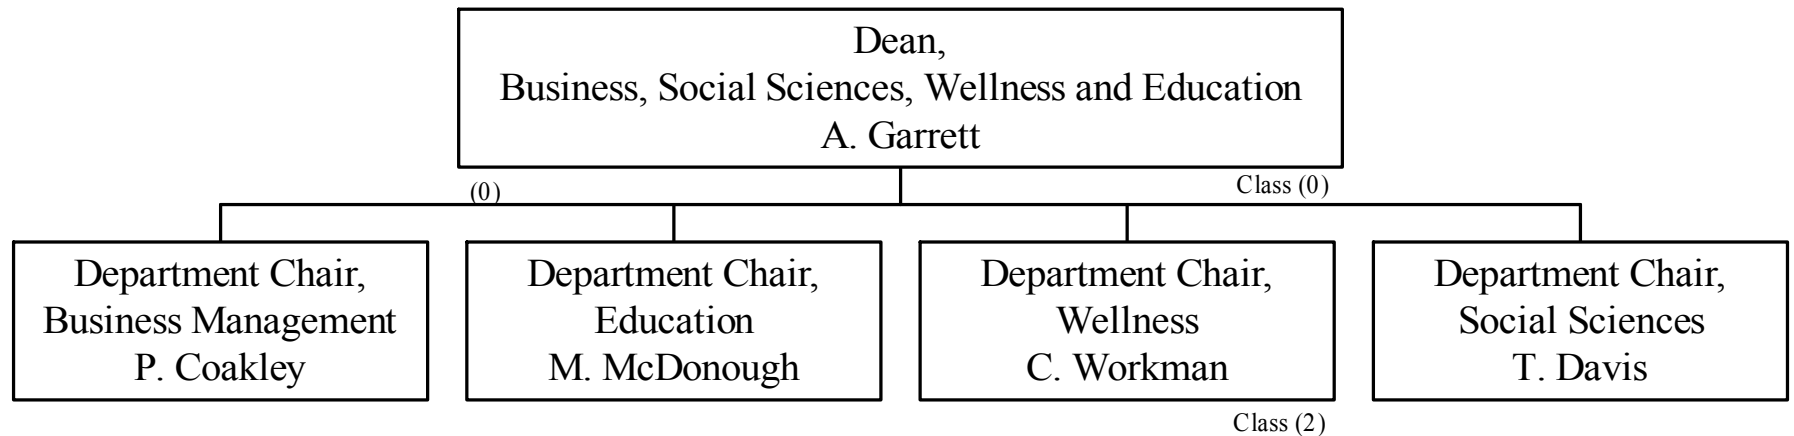 Dean,
Business, Social Sciences, Wellness and Education
A. Garrett
(0)
Class (0)
Department Chair,
Business Management
P. Coakley
Department Chair,
Education
M. McDonough
Department Chair,
Wellness
C. Workman
Department Chair,
Social Sciences
T. Davis
Class (2)